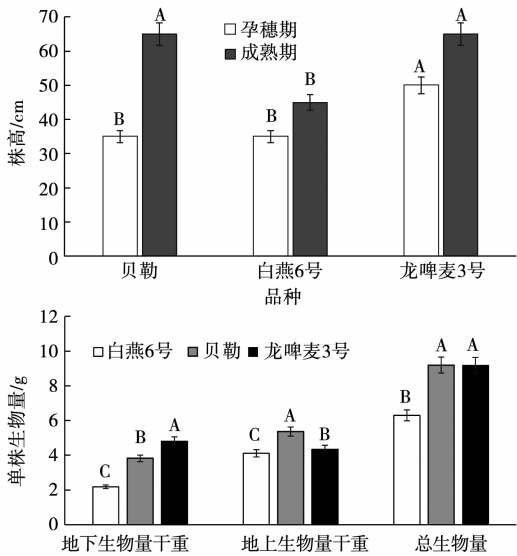 70
60
50
40
30
20
10
0
株高/cm
孕穗期
成熟期
B
A
B
B
A
A
贝勒
白燕6号
龙啤麦3号
品种
12
10
8
6
4
2
0
单株生物量/g
白燕6号 贝勒 龙啤麦3号
C
B
A
C
A
B
B
A
A
地下生物量干重
地上生物量干重
总生物量